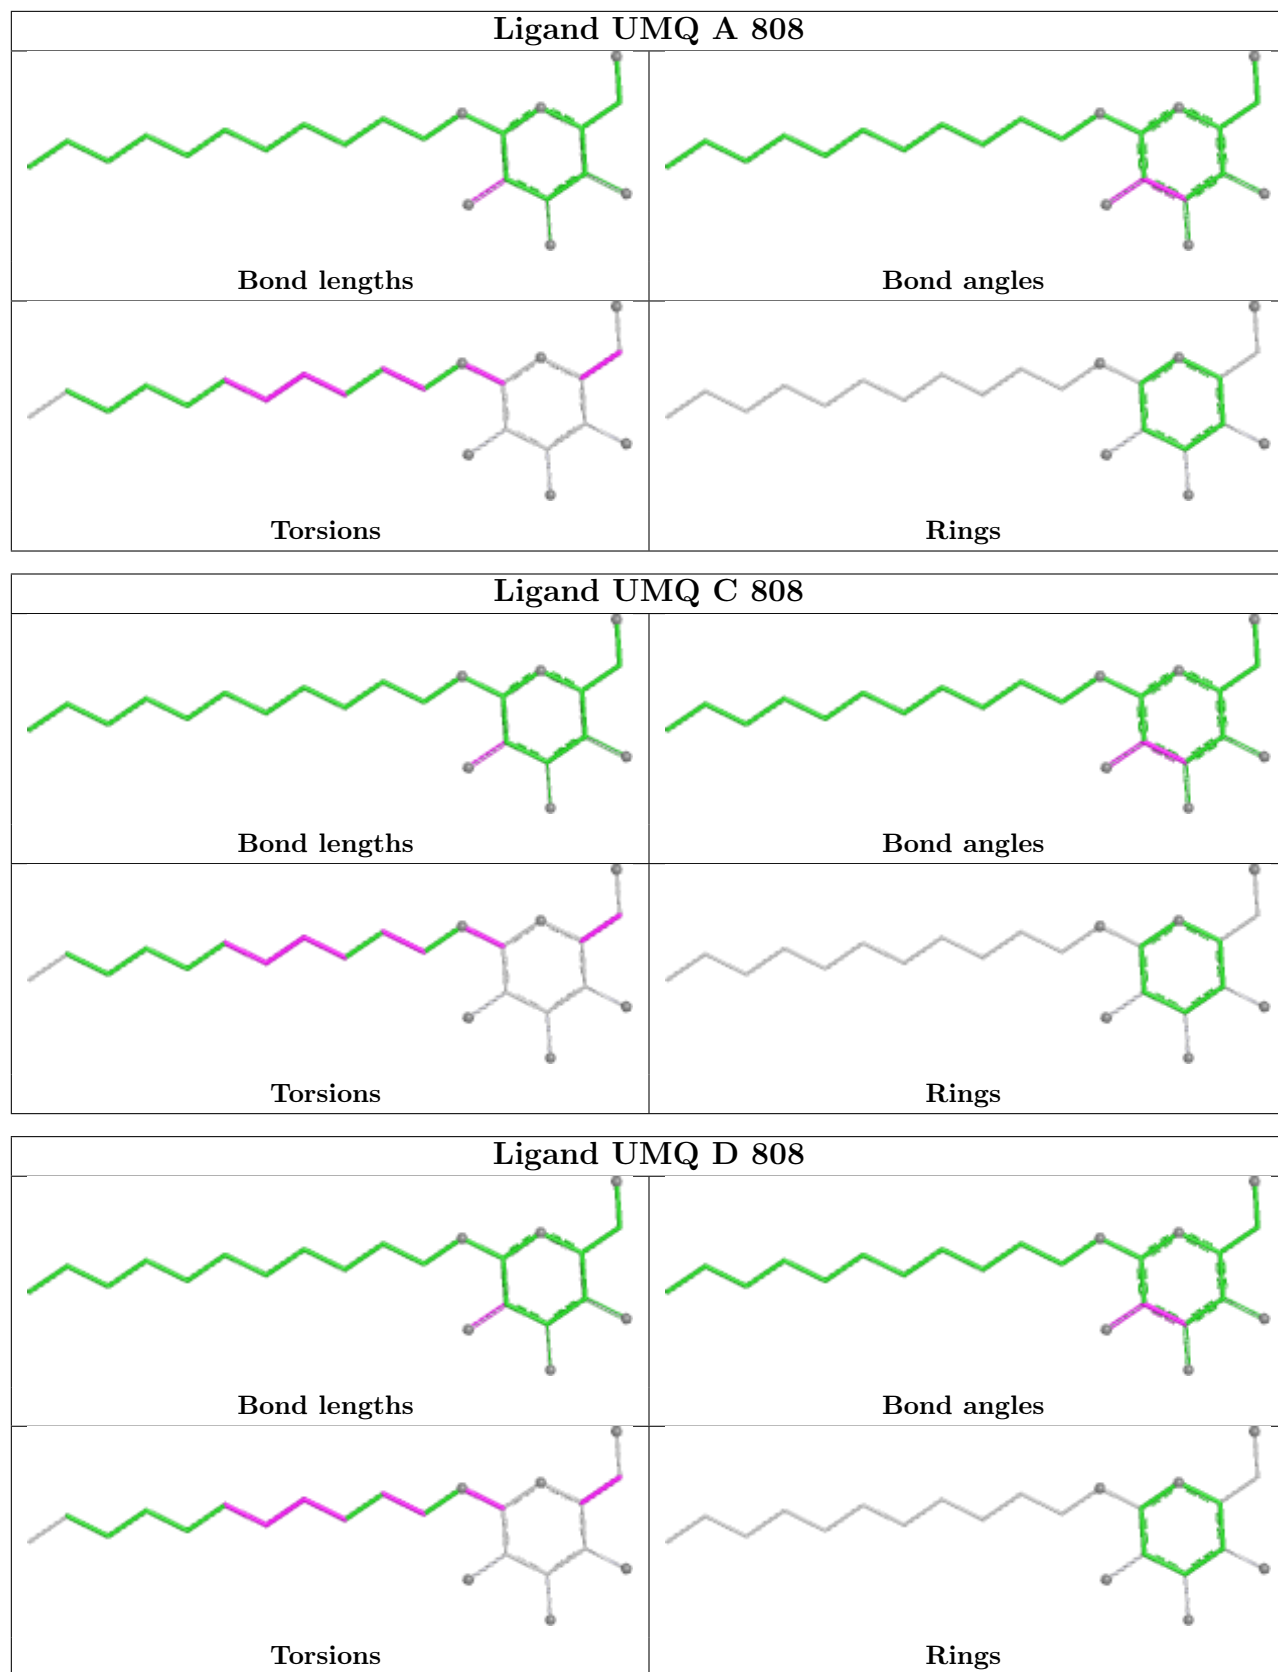 Ligand UMQ A 808
Bond lengths
Bond angles
Torsions
Rings
Ligand UMQ C 808
Bond lengths
Bond angles
Torsions
Rings
Ligand UMQ D 808
Bond lengths
Bond angles
Torsions
Rings